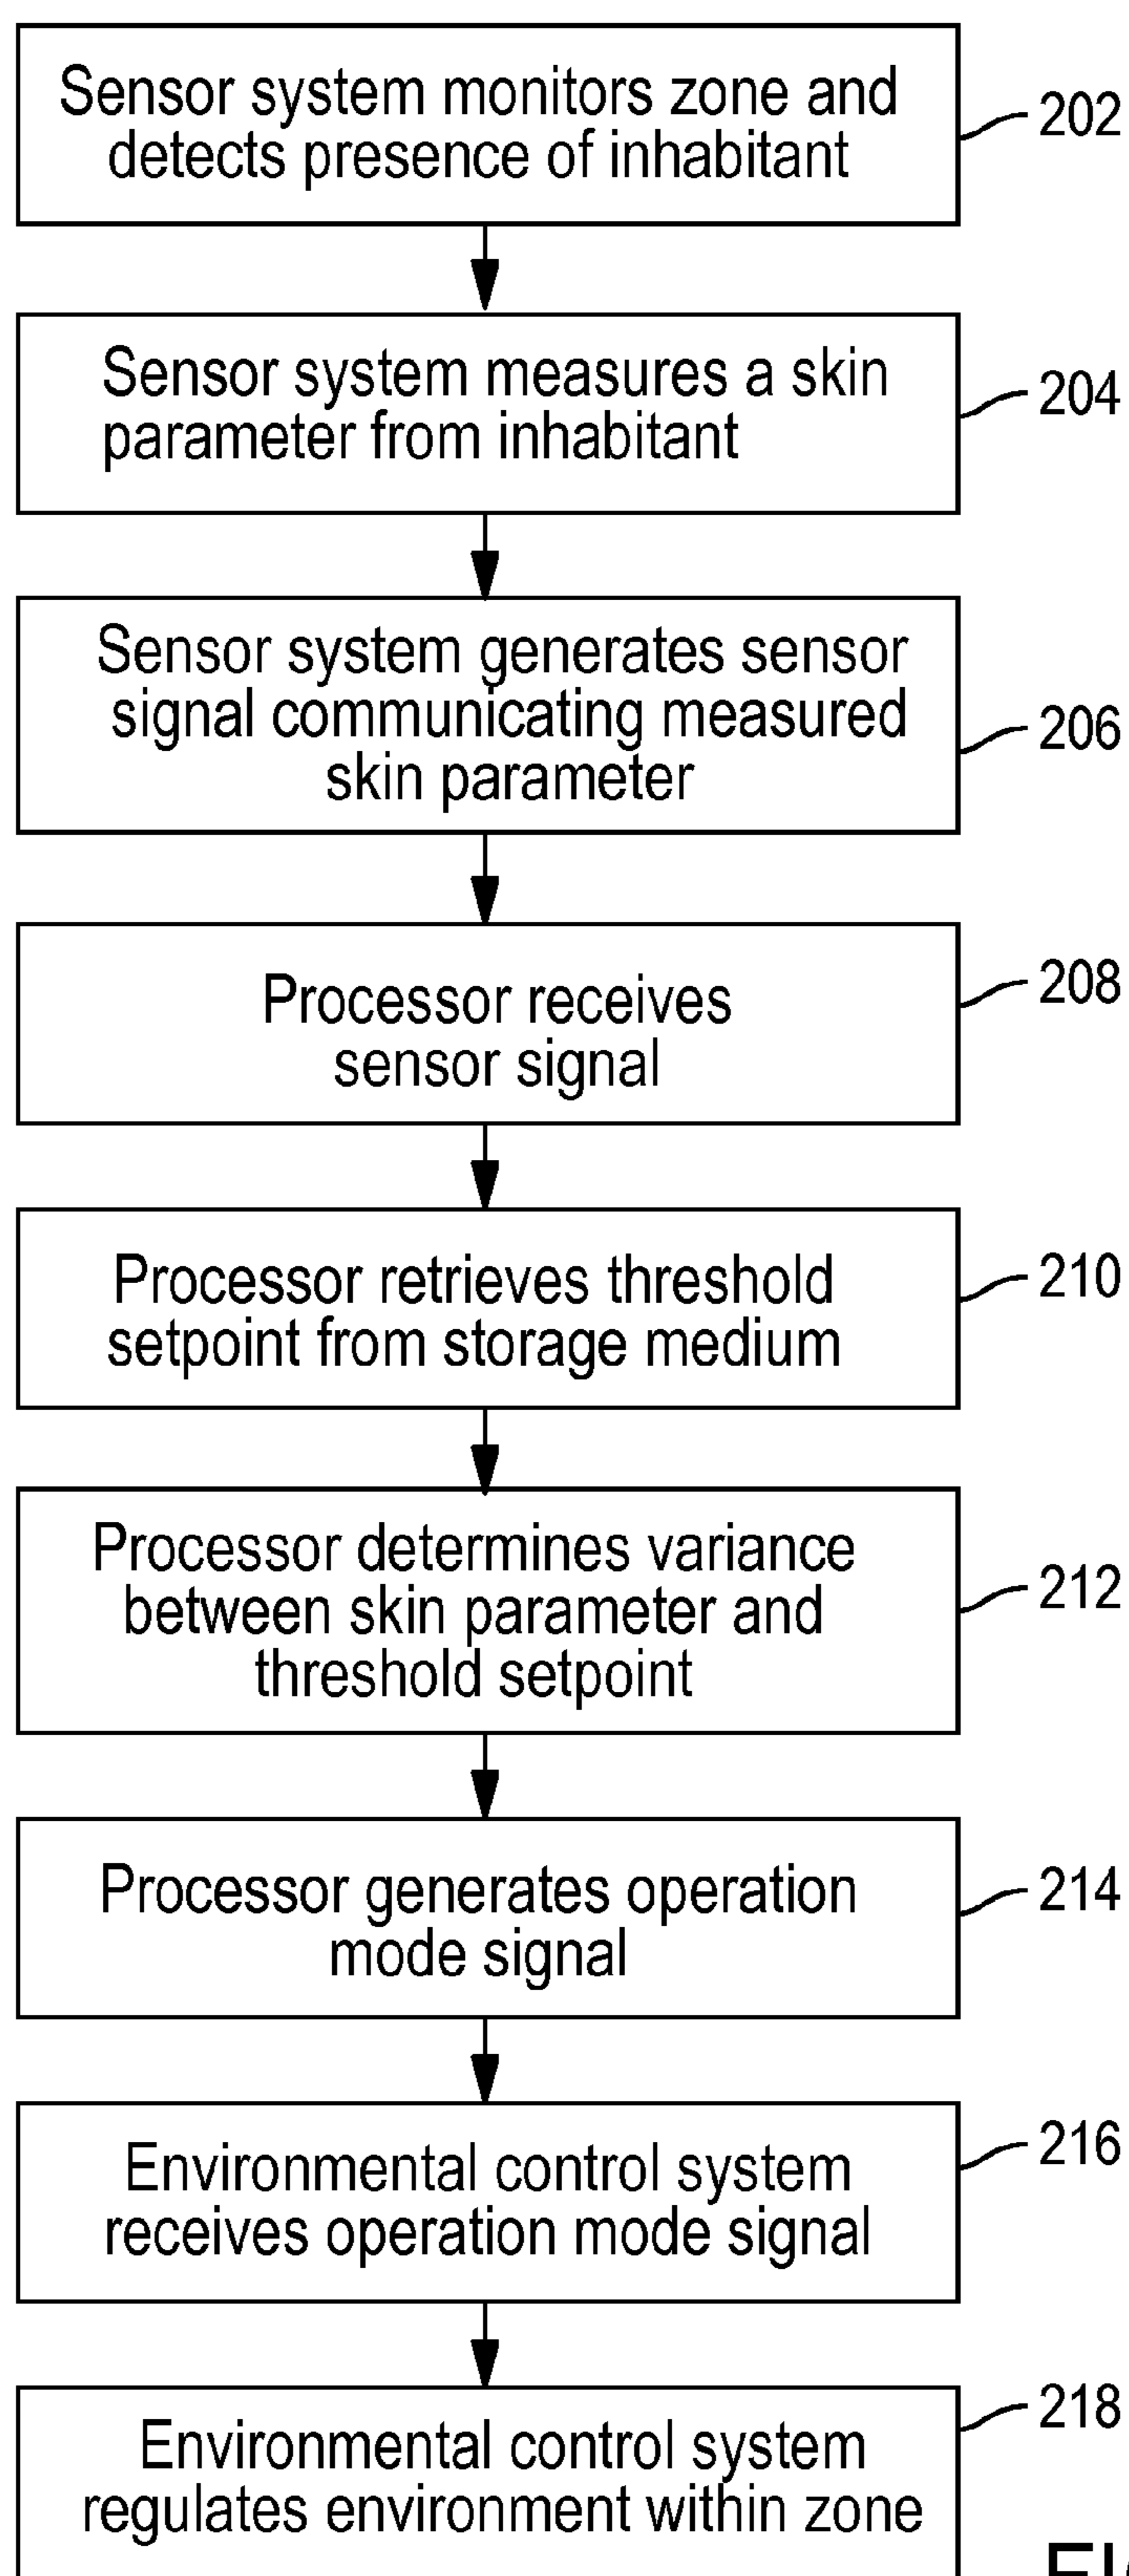 Sensor system monitors zone and
detects presence of inhabitant
202
Sensor system measures a skin
parameter from inhabitant
204
Sensor system generates sensor
signal communicating measured
skin parameter
206
Processor receives
sensor signal
208
Processor retrieves threshold
setpoint from storage medium
210
Processor determines variance
between skin parameter and
threshold setpoint
212
Processor generates operation
mode signal
214
Environmental control system
receives operation mode signal
216
Environmental control system
regulates environment within zone
218